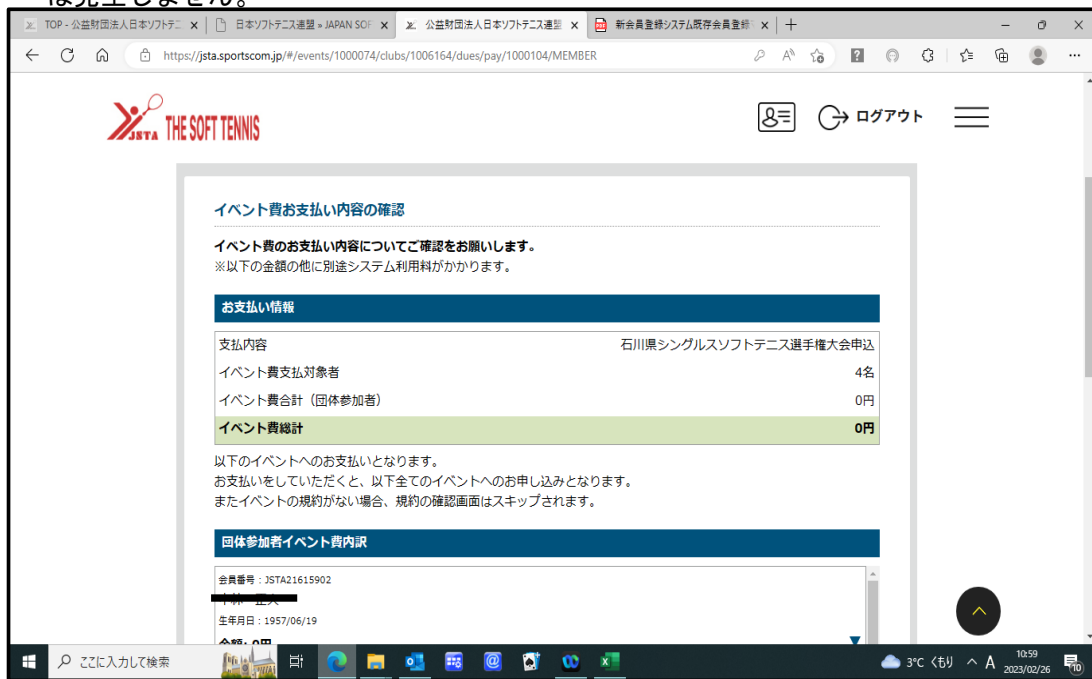 は発生しません。
TOP - 公益財団法人日本ソフトテニ
日本ソフトテニス連盟 » JAPAN SOF
公益財団法人日本ソフトテニス連盟
新会員登録システム既存会員登録
https://jsta.sportscom.jp/#/events/1000074/clubs/1006164/dues/pay/1000104/MEMBER
JSTA THE SOFT TENNIS
ログアウト
イベント費お支払い内容の確認
イベント費のお支払い内容についてご確認をお願いします。
※以下の金額の他に別途システム利用料がかかります。
お支払い情報
支払内容 石川県シングルスソフトテニス選手権大会申込
イベント費支払対象者 4名
イベント費合計（団体参加者） 0円
イベント費総計 0円
以下のイベントへのお支払いとなります。
お支払いをしていただくと、以下全てのイベントへのお申し込みとなります。
またイベントの規約がない場合、規約の確認画面はスキップされます。
団体参加者イベント費内訳
会員番号：JSTA21615902
生年月日：1957/06/19
金額: 0円
ここに入力して検索
3°C くもり
A
10:59
2023/02/26
10